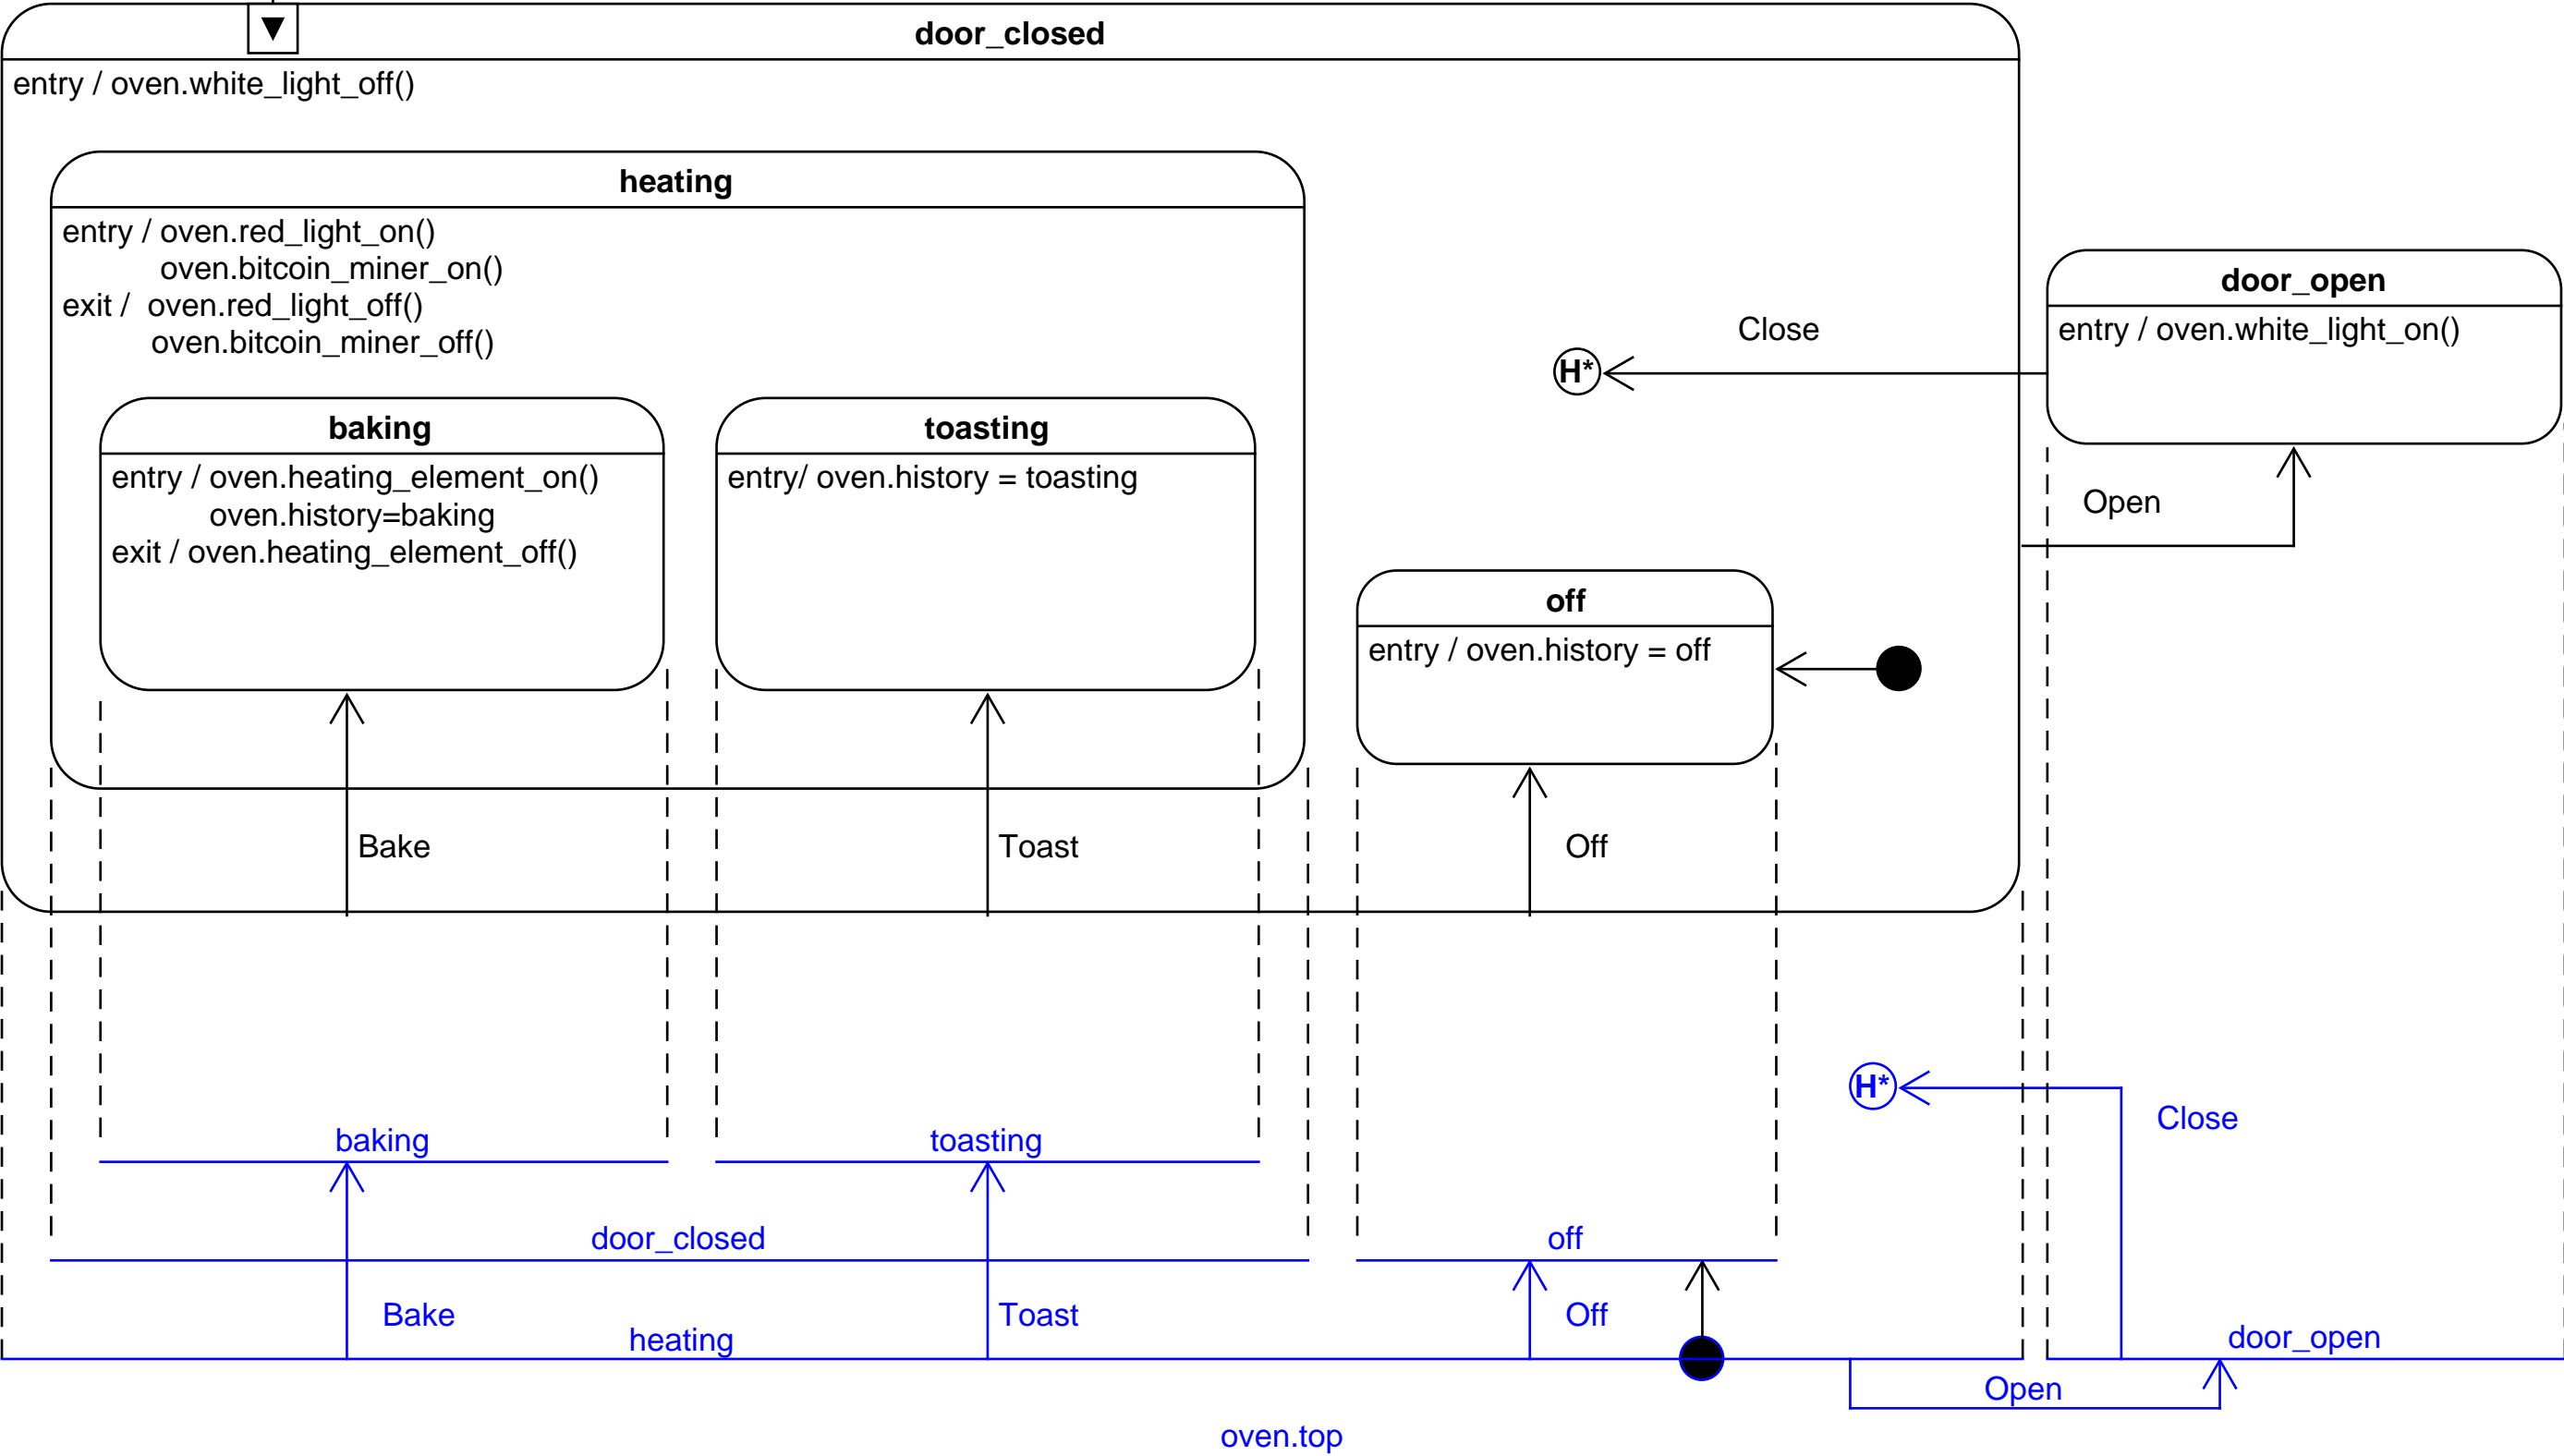 door_closed
entry / oven.white_light_off()
heating
entry / oven.red_light_on()
oven.bitcoin_miner_on()
exit / oven.red_light_off()
oven.bitcoin_miner_off()
door_open
entry / oven.white_light_on()
Close
H*
baking
entry / oven.heating_element_on()
oven.history=baking
exit / oven.heating_element_off()
toasting
entry/ oven.history = toasting
Open
off
entry / oven.history = off
Bake
Toast
Off
H*
Close
baking
toasting
door_closed
off
Bake
Toast
Off
heating
door_open
Open
oven.top